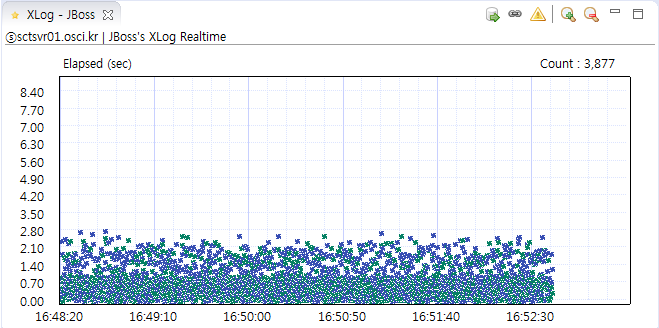 XLog - JBoss
ⓢsctsvr01.osci.kr | JBoss's XLog Realtime
Elapsed (sec)
Count : 3,877
8.40
7.70
7.00
6.30
5.60
4.90
4.20
3.50
2.80
2.10
1.40
0.70
0.00
16:48:20 16:49:10 16:50:00 16:50:50 16:51:40 16:52:30